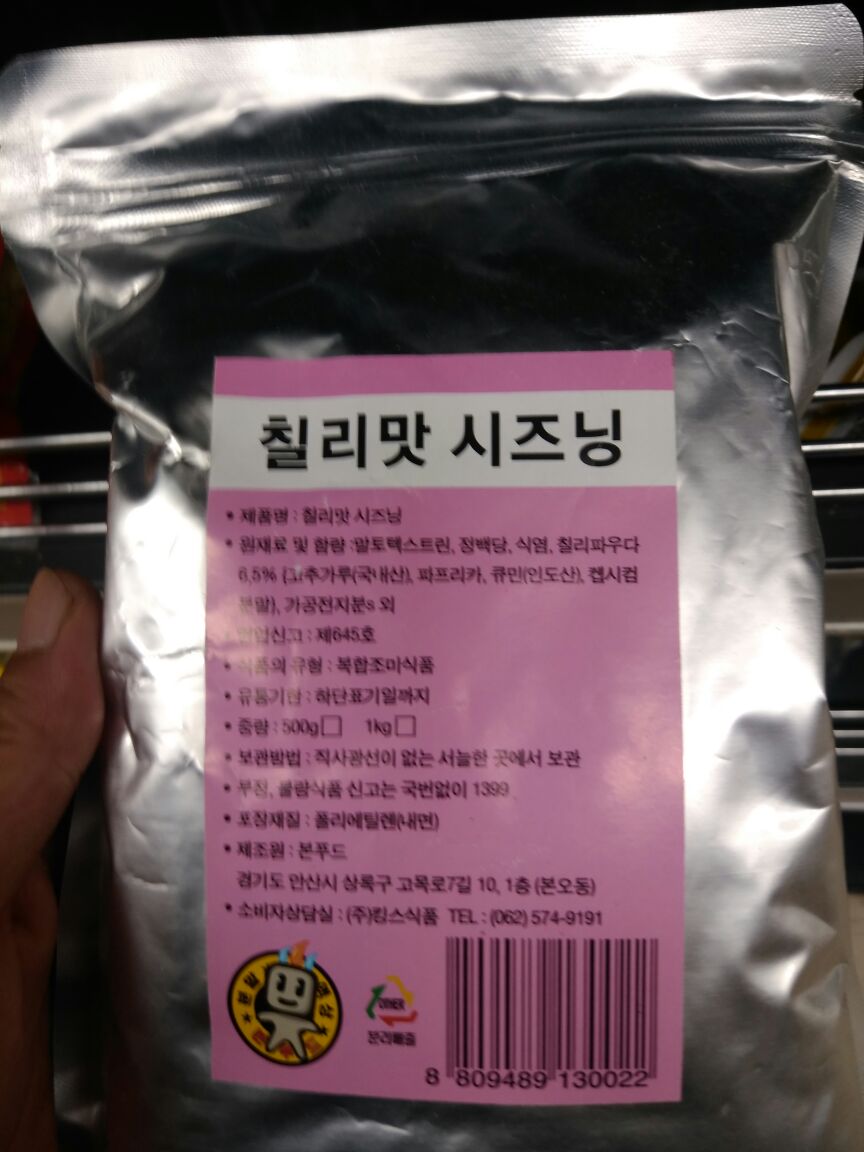 칠리맛 시즈닝
• 제품명 : 칠리맛 시즈닝
• 원재료 및 함량 :말토텍스트린, 정백당, 식염, 칠리파우다
6.5% {고추가루(국내산), 파프리카, 큐민(인도산), 켑시컴
분말}, 가공전지분s 외
• 영업신고 : 제645호
• 식품의 유형 : 복합조미식품
• 유통기한 : 하단표기일까지
• 중량 : 500g□ 1kg□
• 보관방법 : 직사광선이 없는 서늘한 곳에서 보관
• 부정, 불량식품 신고는 국번없이 1399
• 포장재질 : 폴리에틸렌(내면)
• 제조원 : 본푸드
경기도 안산시 상록구 고목로7길 10, 1층 (본오동)
• 소비자상담실 : (주)킹스식품 TEL : (062) 574-9191
OTHER
분리배출
8 809489 130022